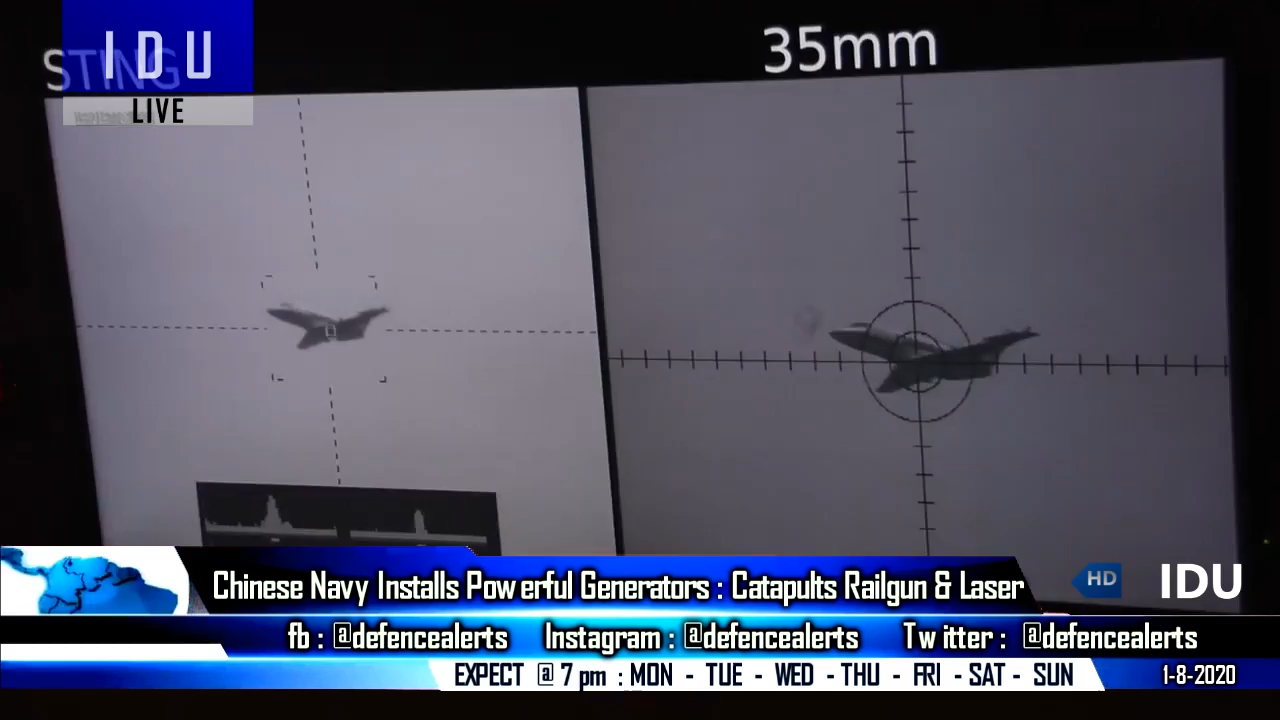 STING
IDU
LIVE
35mm
Chinese Navy Installs Powerful Generators : Catapults Railgun & Laser
HD
IDU
fb : @defencealerts Instagram : @defencealerts Twitter : @defencealerts
EXPECT @ 7 pm : MON - TUE - WED - THU - FRI - SAT - SUN
1-8-2020